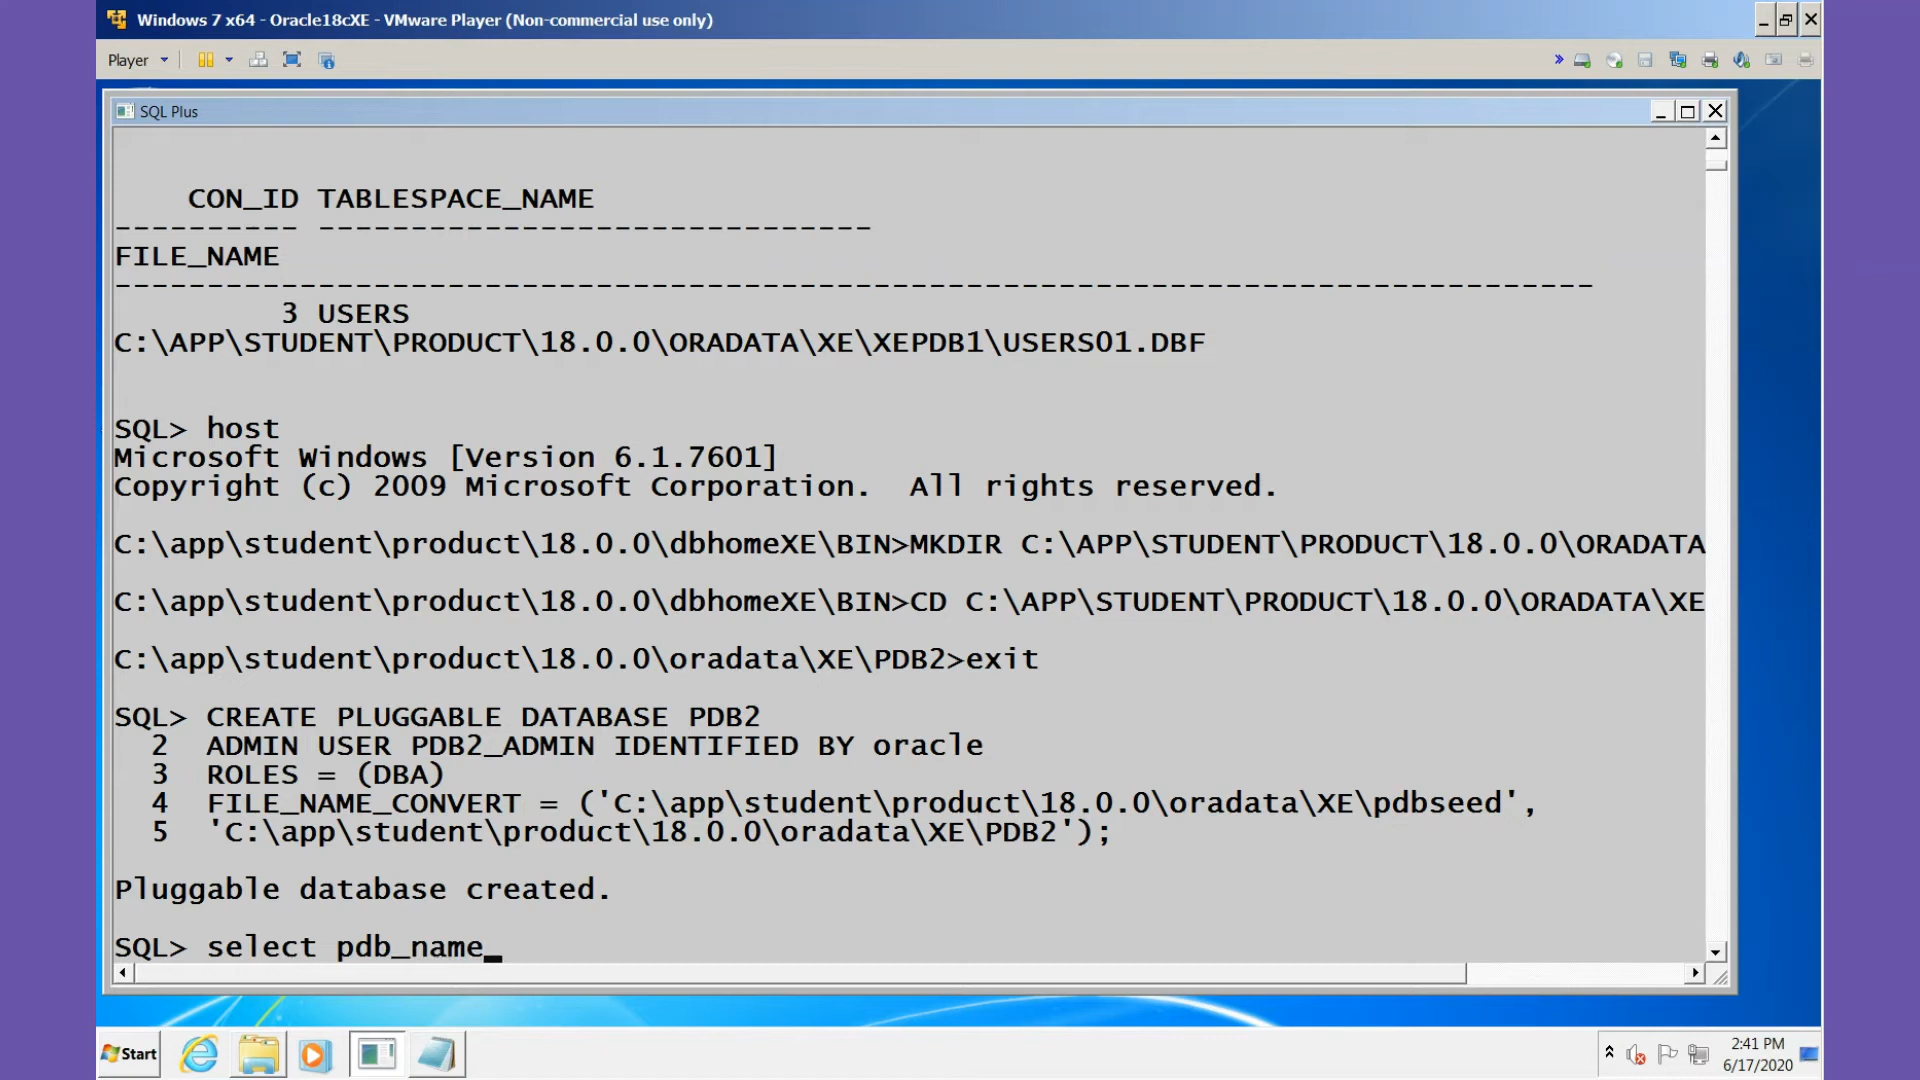 Windows 7 x64 - Oracle18cXE - VMware Player (Non-commercial use only)
Player
SQL Plus
CON_ID TABLESPACE_NAME
---------- ------------------------------
FILE_NAME
--------------------------------------------------------------------------------
3 USERS
C:\APP\STUDENT\PRODUCT\18.0.0\ORADATA\XE\XEPDB1\USERS01.DBF
SQL> host
Microsoft Windows [Version 6.1.7601]
Copyright (c) 2009 Microsoft Corporation.  All rights reserved.
C:\app\student\product\18.0.0\dbhomeXE\BIN>MKDIR C:\APP\STUDENT\PRODUCT\18.0.0\ORADATA
C:\app\student\product\18.0.0\dbhomeXE\BIN>CD C:\APP\STUDENT\PRODUCT\18.0.0\ORADATA\XE
C:\app\student\product\18.0.0\oradata\XE\PDB2>exit
SQL> CREATE PLUGGABLE DATABASE PDB2
2 ADMIN USER PDB2_ADMIN IDENTIFIED BY oracle
3 ROLES = (DBA)
4 FILE_NAME_CONVERT = ('C:\app\student\product\18.0.0\oradata\XE\pdbseed',
5 'C:\app\student\product\18.0.0\oradata\XE\PDB2');
Pluggable database created.
SQL> select pdb_name_
Start
2:41 PM
6/17/2020